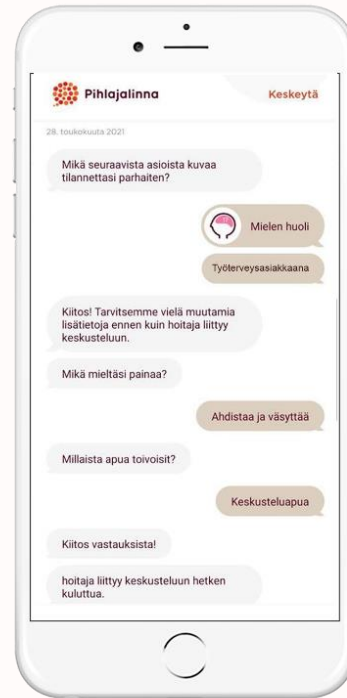 Pihlajalinna
Keskeytä
28. toukokuuta 2021
Mikä seuraavista asioista kuvaa
tilannettasi parhaiten?
Mielen huoli
Työterveysasiakkaana
Kiitos! Tarvitsemme vielä muutamia
lisätietoja ennen kuin hoitaja liittyy
keskusteluun.
Mikä mieltäsi painaa?
Ahdistaa ja väsyttää
Millaista apua toivoisit?
Keskusteluapua
Kiitos vastauksista!
hoitaja liittyy keskusteluun hetken
kuluttua.